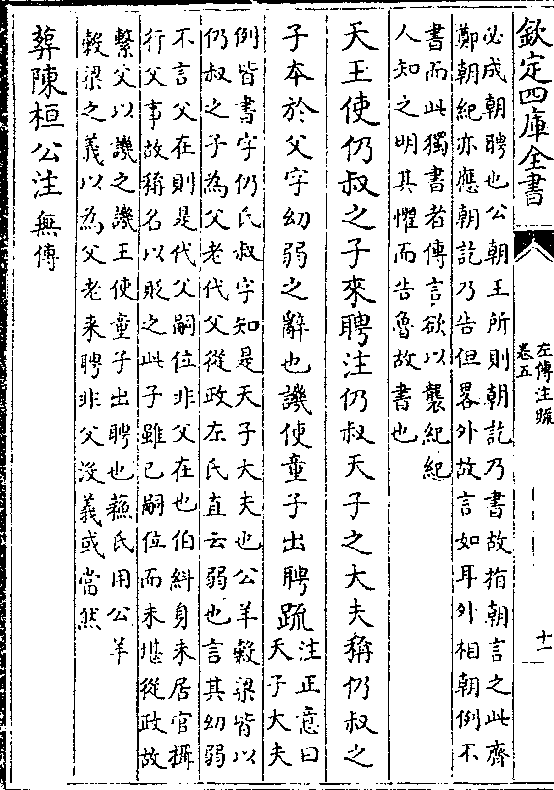 欽定四庫全書
左傳注疏
卷五
十一
必成朝聘也公朝王所則朝訖乃書故指朝言之此齊
鄭朝紀亦應朝訖乃告但畧外故言如耳外相朝例不
書而此獨書者傳言欲以襲紀紀
人知之明其懼而告魯故書也
天王使仍叔之子來聘注仍叔天子之大夫稱仍叔之
子本於父字幼弱之辭也譏使童子出聘疏
注正意曰
天子大夫
例皆書字仍氏叔字知是天子大夫也公羊榖梁皆以
仍叔之子為父老代父從政左氏直云弱也言其幼弱
不言父在則是代父嗣位非父在也伯糾身未居官攝
行父事故稱名以貶之此子雖已嗣位而未堪從政故
繫父以譏之譏王使童子出聘也蘓氏用公羊
榖梁之義以為父老来聘非父沒義或當然
葬陳桓公注無傳